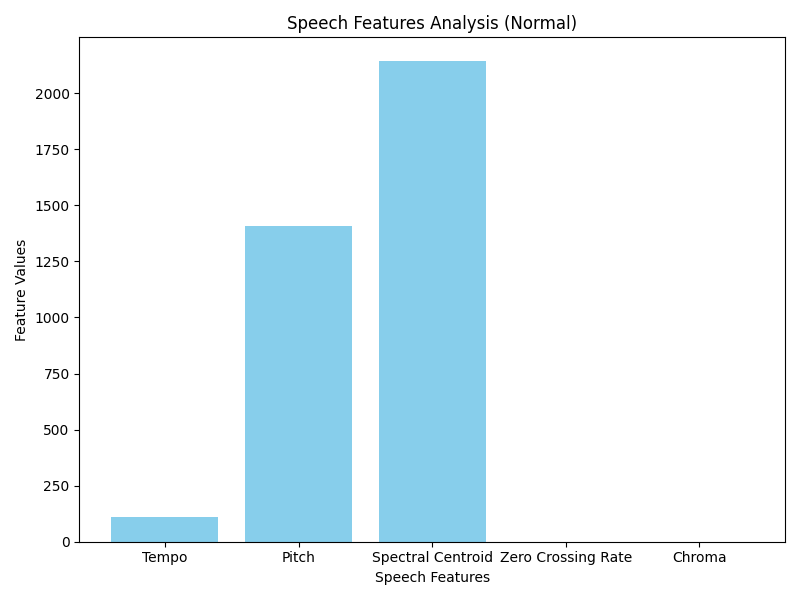 Speech Features Analysis (Normal)
Feature Values
2000
1750
1500
1250
1000
750
500
250
0
Tempo Pitch Spectral Centroid Zero Crossing Rate Chroma
Speech Features